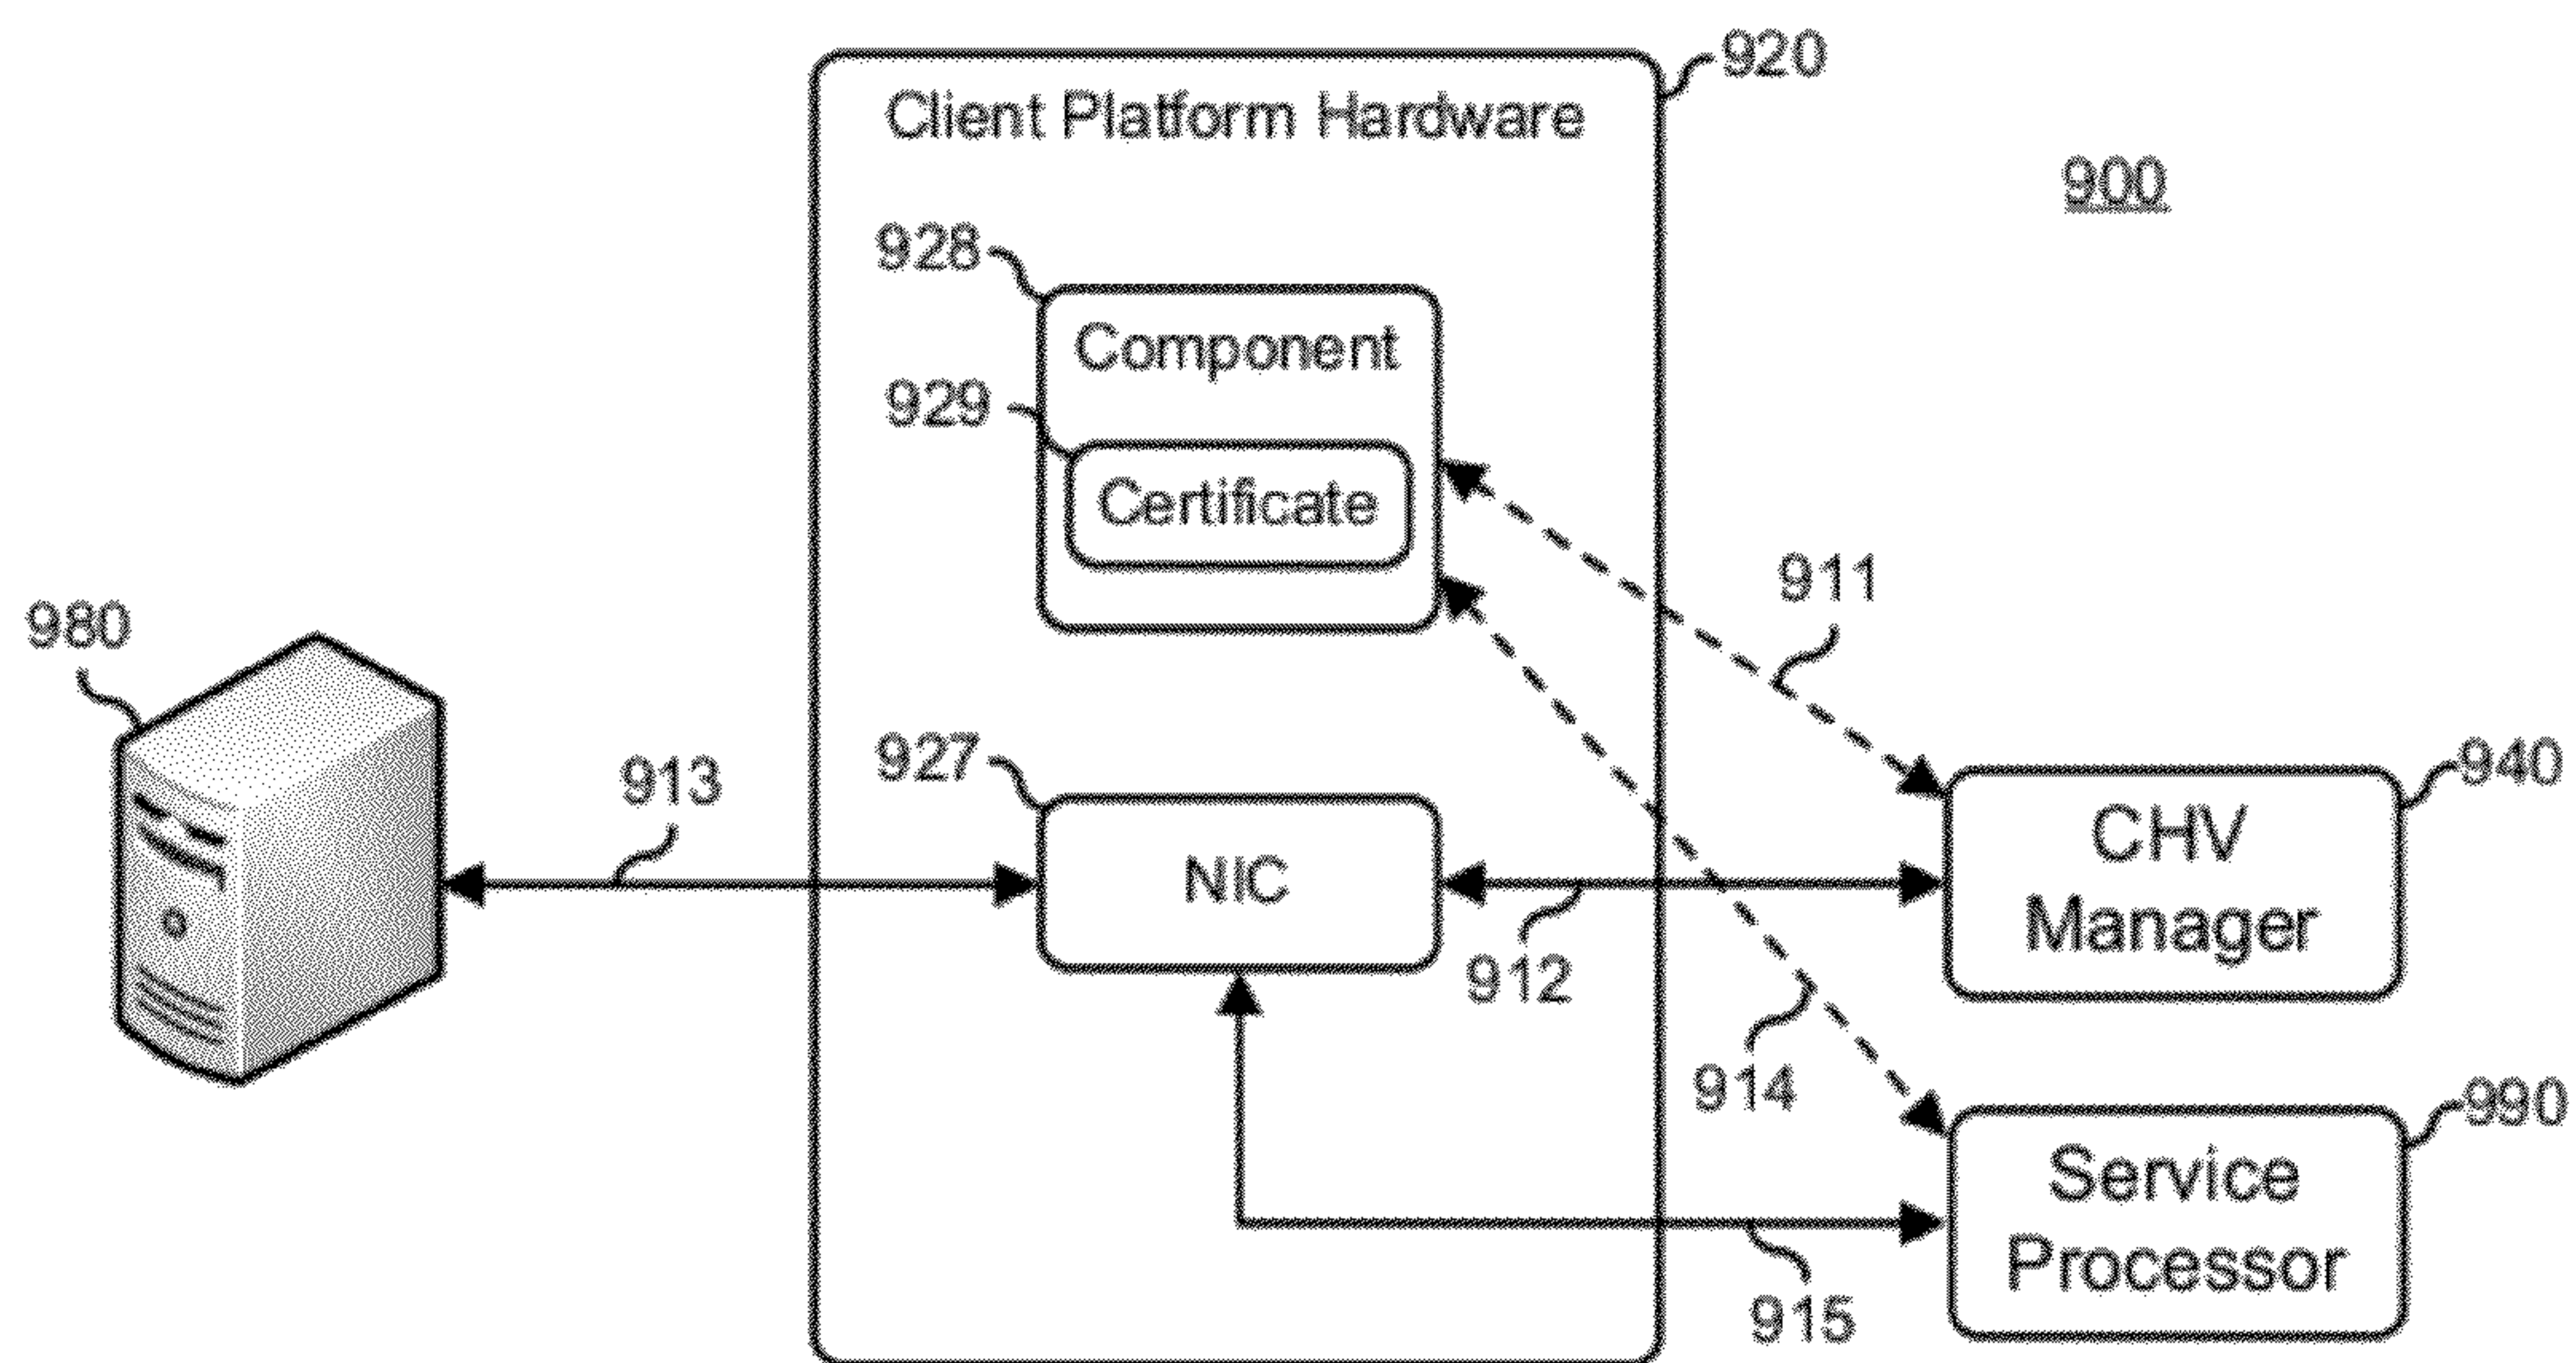 920
Client Platform Hardware
900
928
Component
929
Certificate
911
980
913
927
NIC
940
CHV
Manager
912
914
990
Service
Processor
915